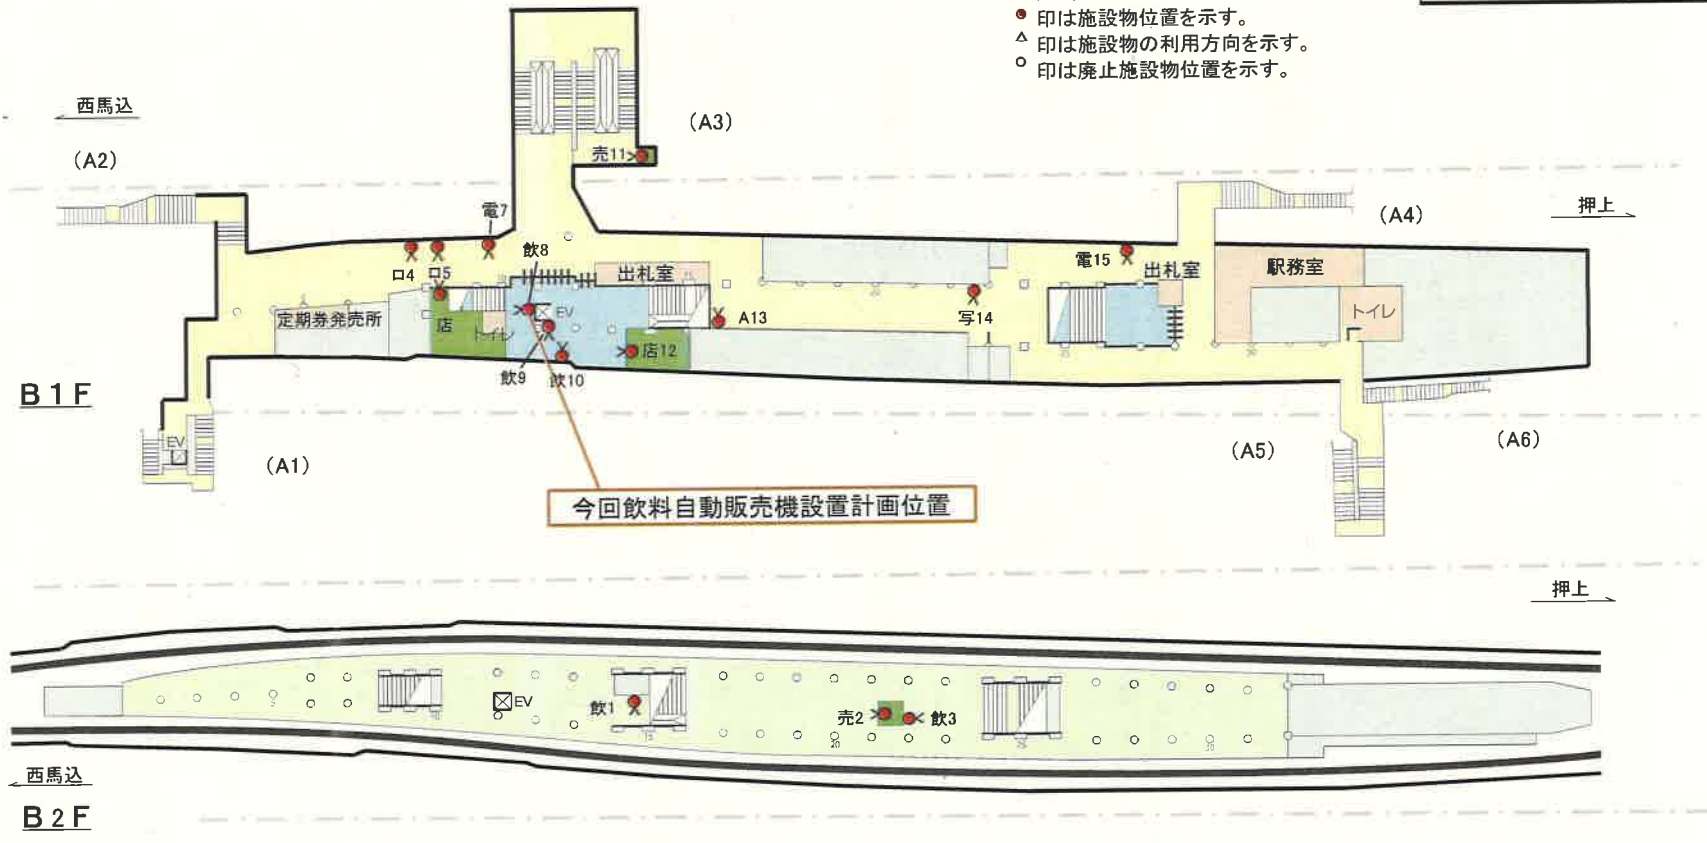 ● 印は施設物位置を示す。
△ 印は施設物の利用方向を示す。
○ 印は廃止施設物位置を示す。
西馬込
(A2)
(A3)
売11
(A4)
押上
電7
飲8
ロ4
ロ5
出札室
電15
出札室
駅務室
定期券発売所
店
トイレ
EV
A13
写14
トイレ
店12
飲9
飲10
B1F
EV
(A1)
(A5)
(A6)
今回飲料自動販売機設置計画位置
押上
EV
飲1
売2
飲3
15
20
西馬込
B2F